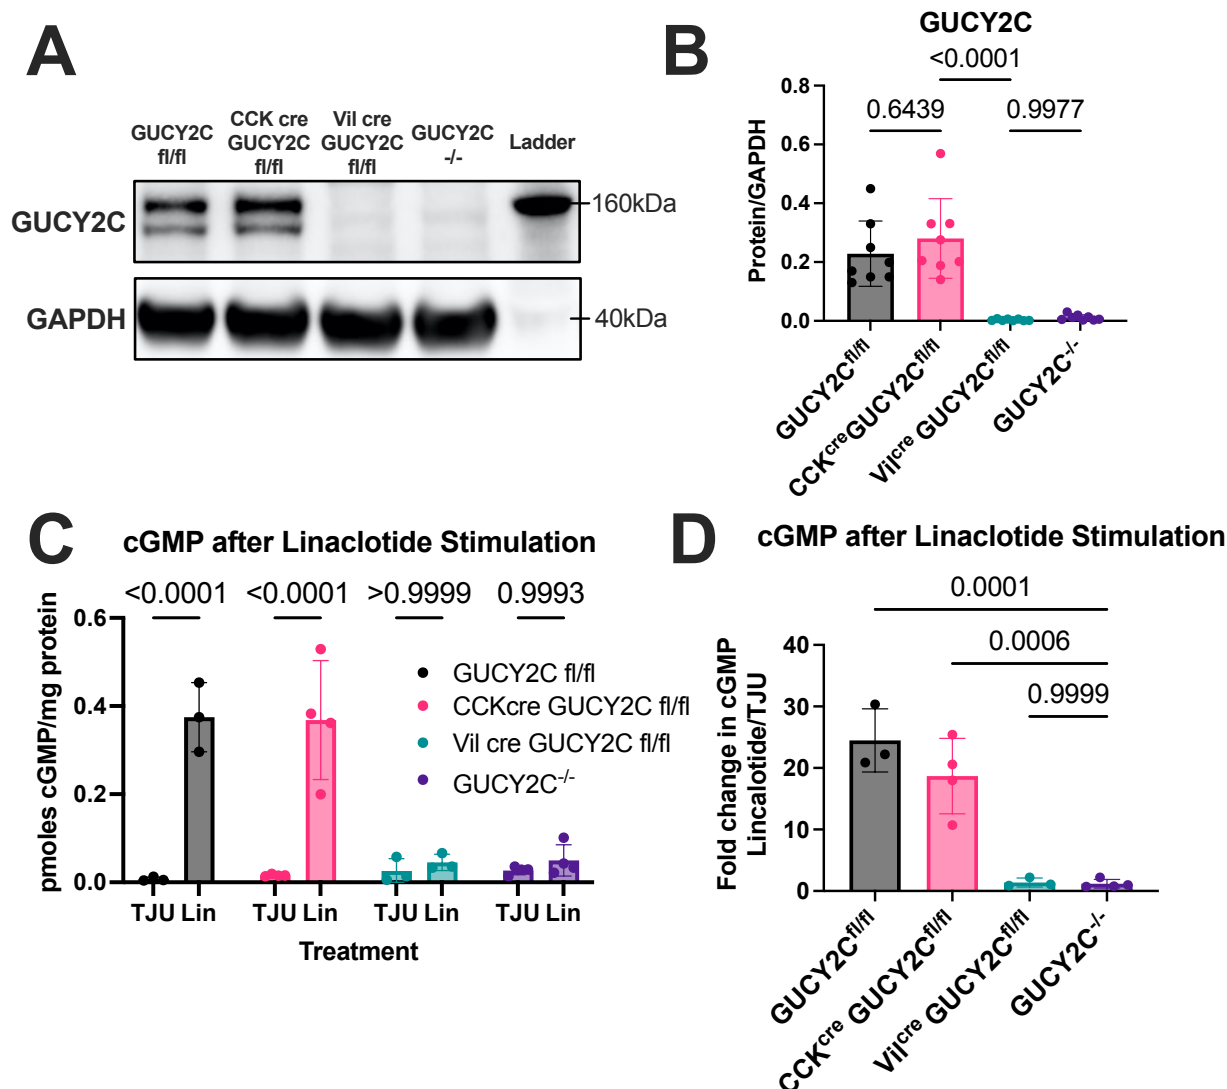 A
GUCY2C
fl/fl
CCK cre
GUCY2C
fl/fl
Vil cre
GUCY2C
fl/fl
GUCY2C
-/-
Ladder
GUCY2C
160kDa
GAPDH
40kDa
B
GUCY2C
<0.0001
0.6439
0.9977
Protein/GAPDH
0.8
0.6
0.4
0.2
0.0
GUCY2Cfl/fl
CCKcreGUCY2Cfl/fl
Vilcre GUCY2Cfl/fl
GUCY2C-/-
C
cGMP after Linaclotide Stimulation
<0.0001 <0.0001 >0.9999 0.9993
pmoles cGMP/mg protein
0.6
0.4
0.2
0.0
GUCY2C fl/fl
CCKcre GUCY2C fl/fl
Vil cre GUCY2C fl/fl
GUCY2C-/-
TJU Lin TJU Lin TJU Lin TJU Lin
Treatment
D
cGMP after Linaclotide Stimulation
0.0001
0.0006
0.9999
Fold change in cGMP
Lincalotide/TJU
40
30
20
10
0
GUCY2Cfl/fl
CCKcre GUCY2Cfl/fl
Vilcre GUCY2Cfl/fl
GUCY2C-/-